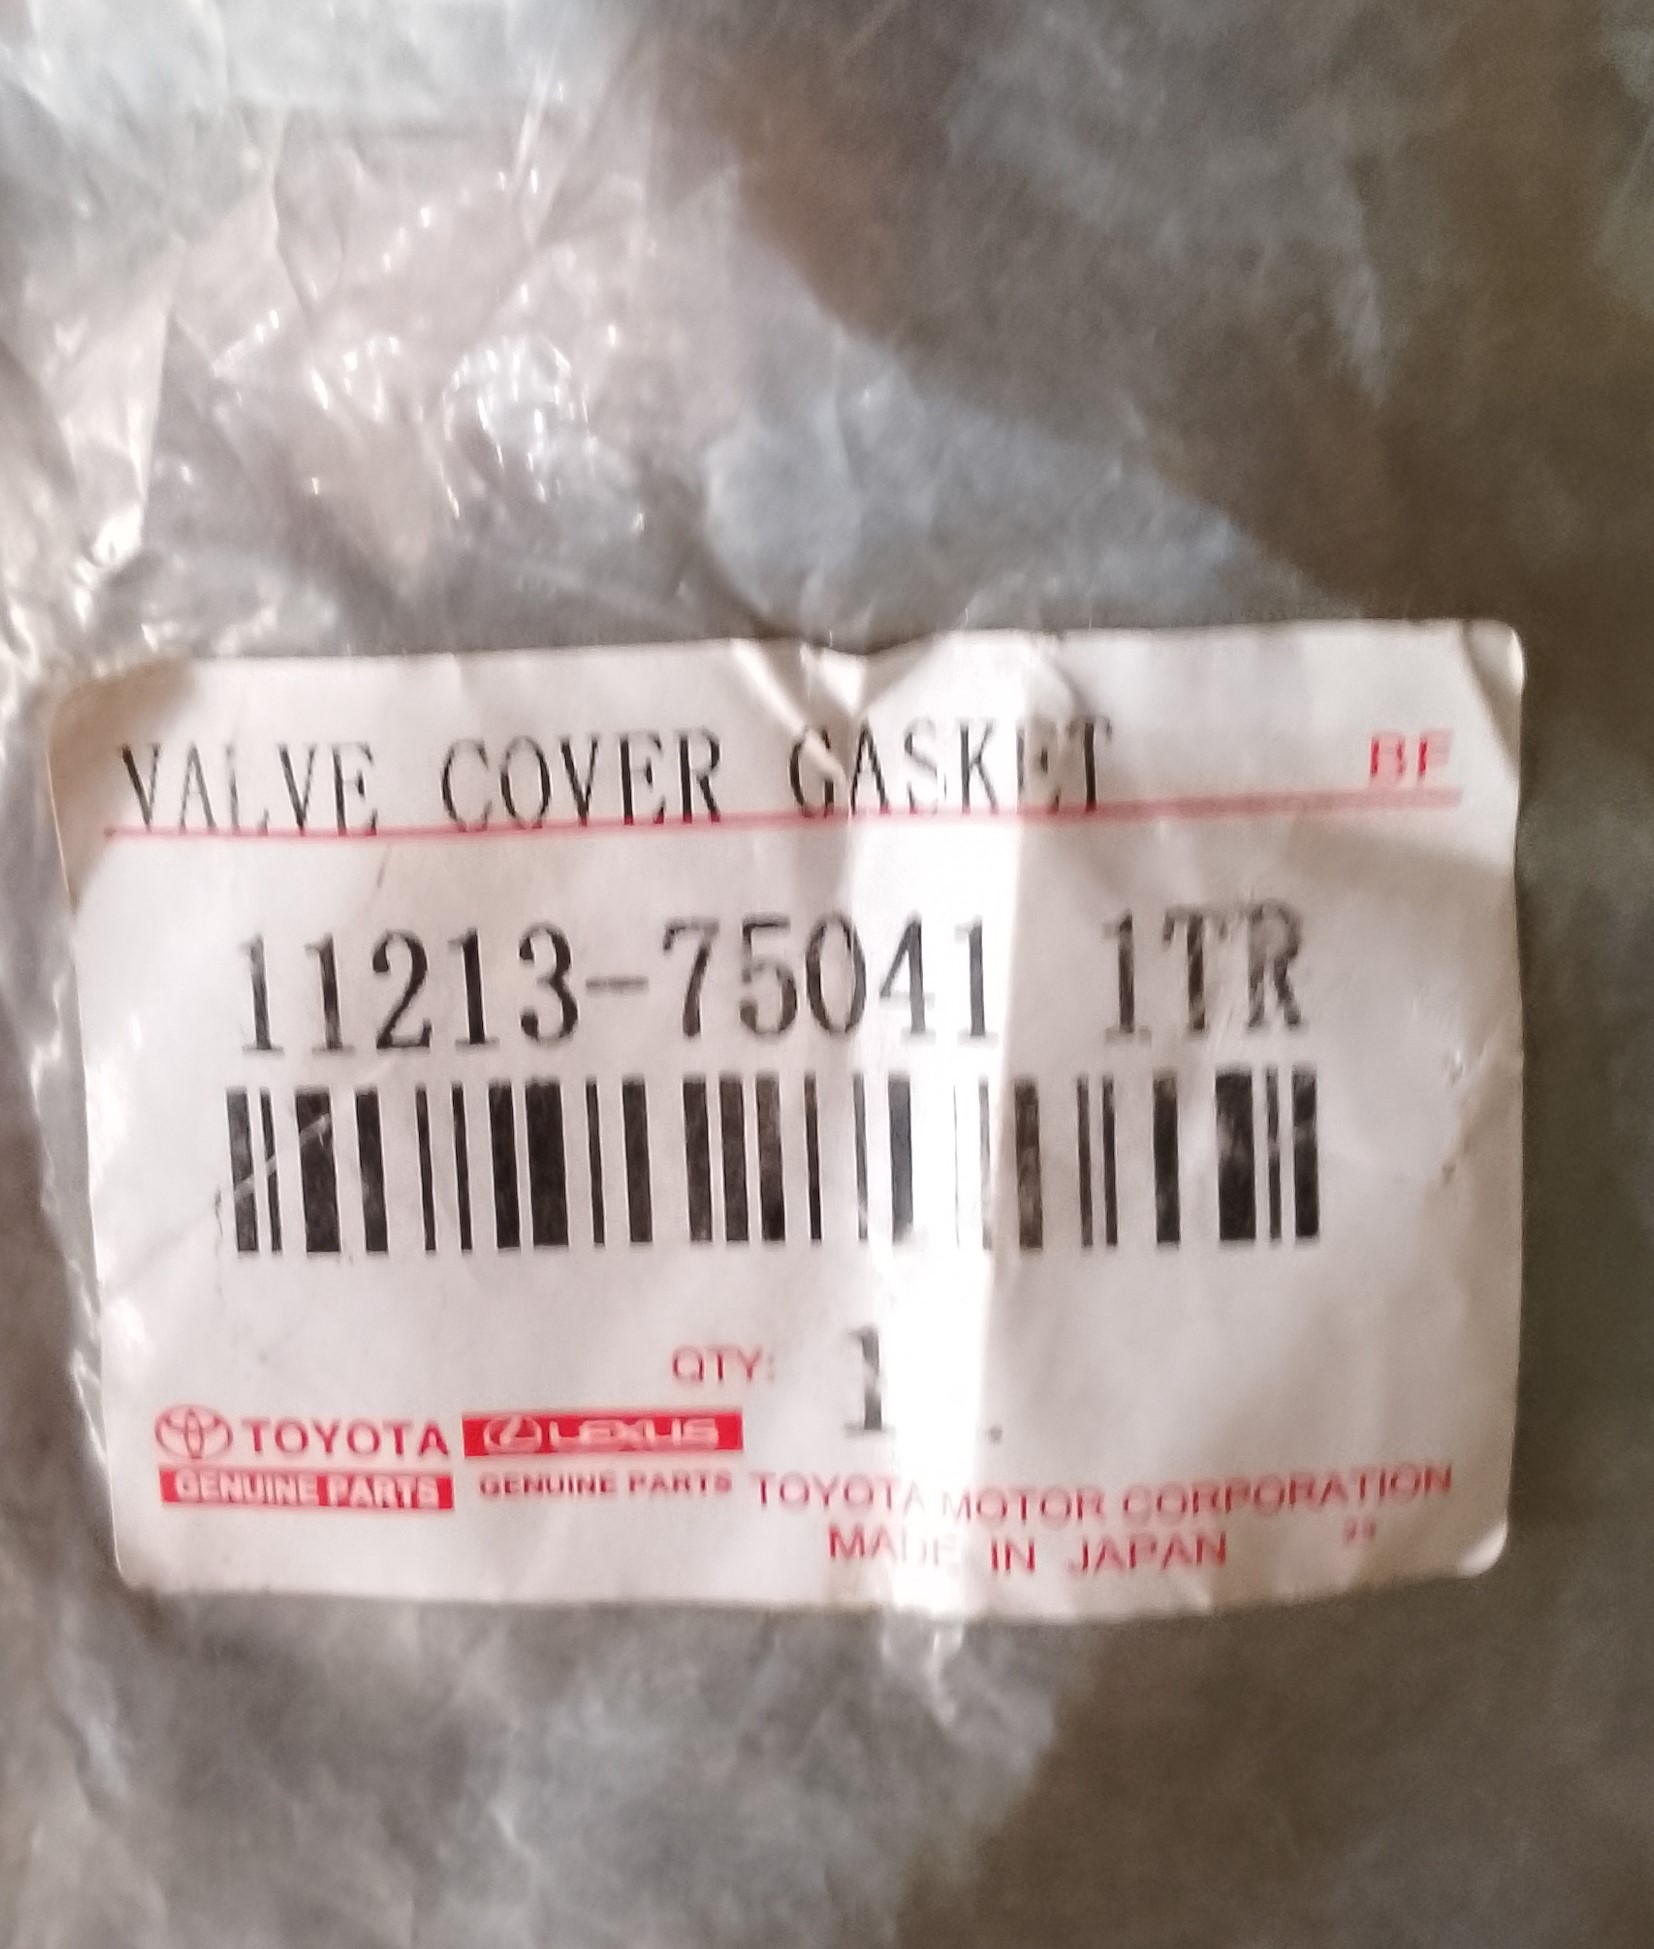 VALVE COVER GASKET BF
11213-75041 1TR
QTY: 1
TOYOTA LEXUS
GENUINE PARTS GENUINE PARTS TOYOTA MOTOR CORPORATION
MADE IN JAPAN